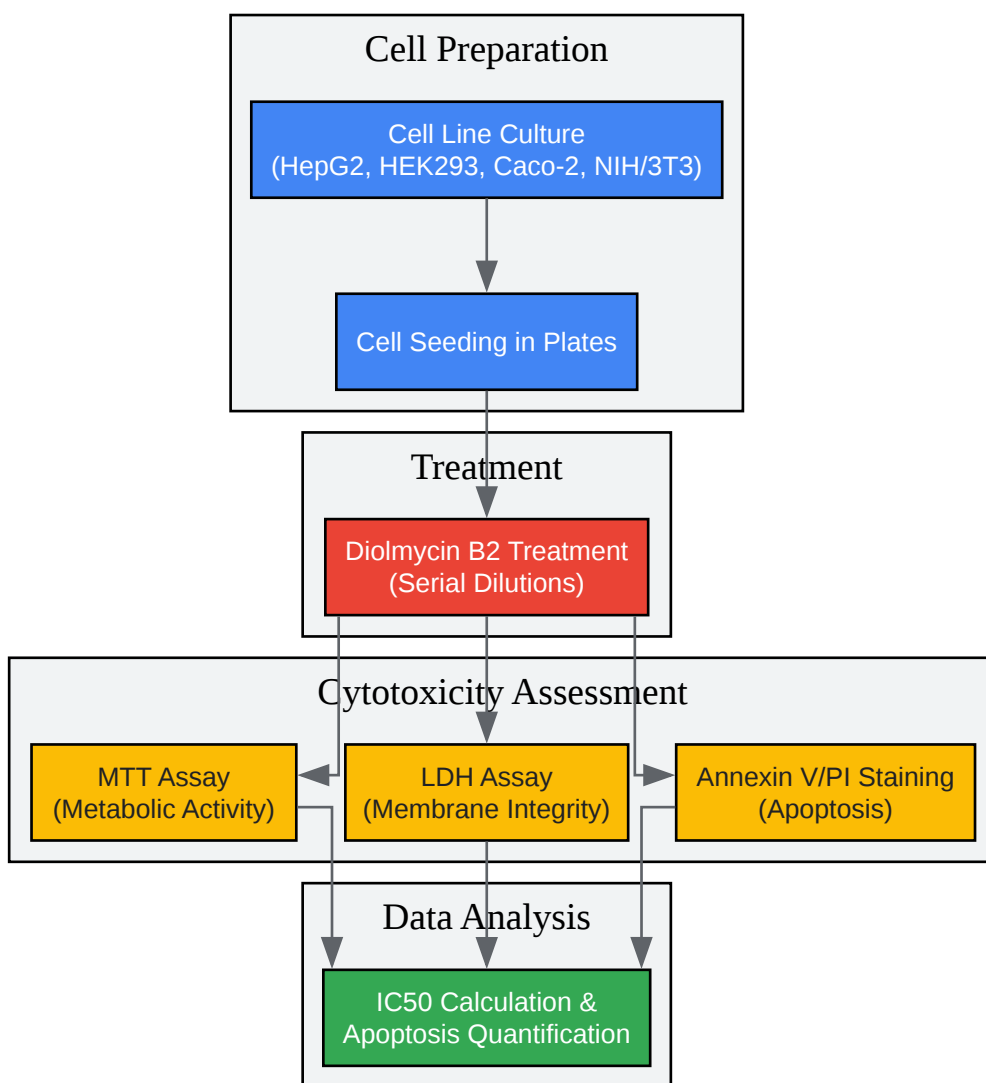 Cell Preparation
Cell Line Culture
(HepG2, HEK293, Caco-2, NIH/3T3)
Cell Seeding in Plates
Treatment
Diolmycin B2 Treatment
(Serial Dilutions)
Cytotoxicity Assessment
MTT Assay
(Metabolic Activity)
LDH Assay
(Membrane Integrity)
Annexin V/PI Staining
(Apoptosis)
Data Analysis
IC50 Calculation &
Apoptosis Quantification